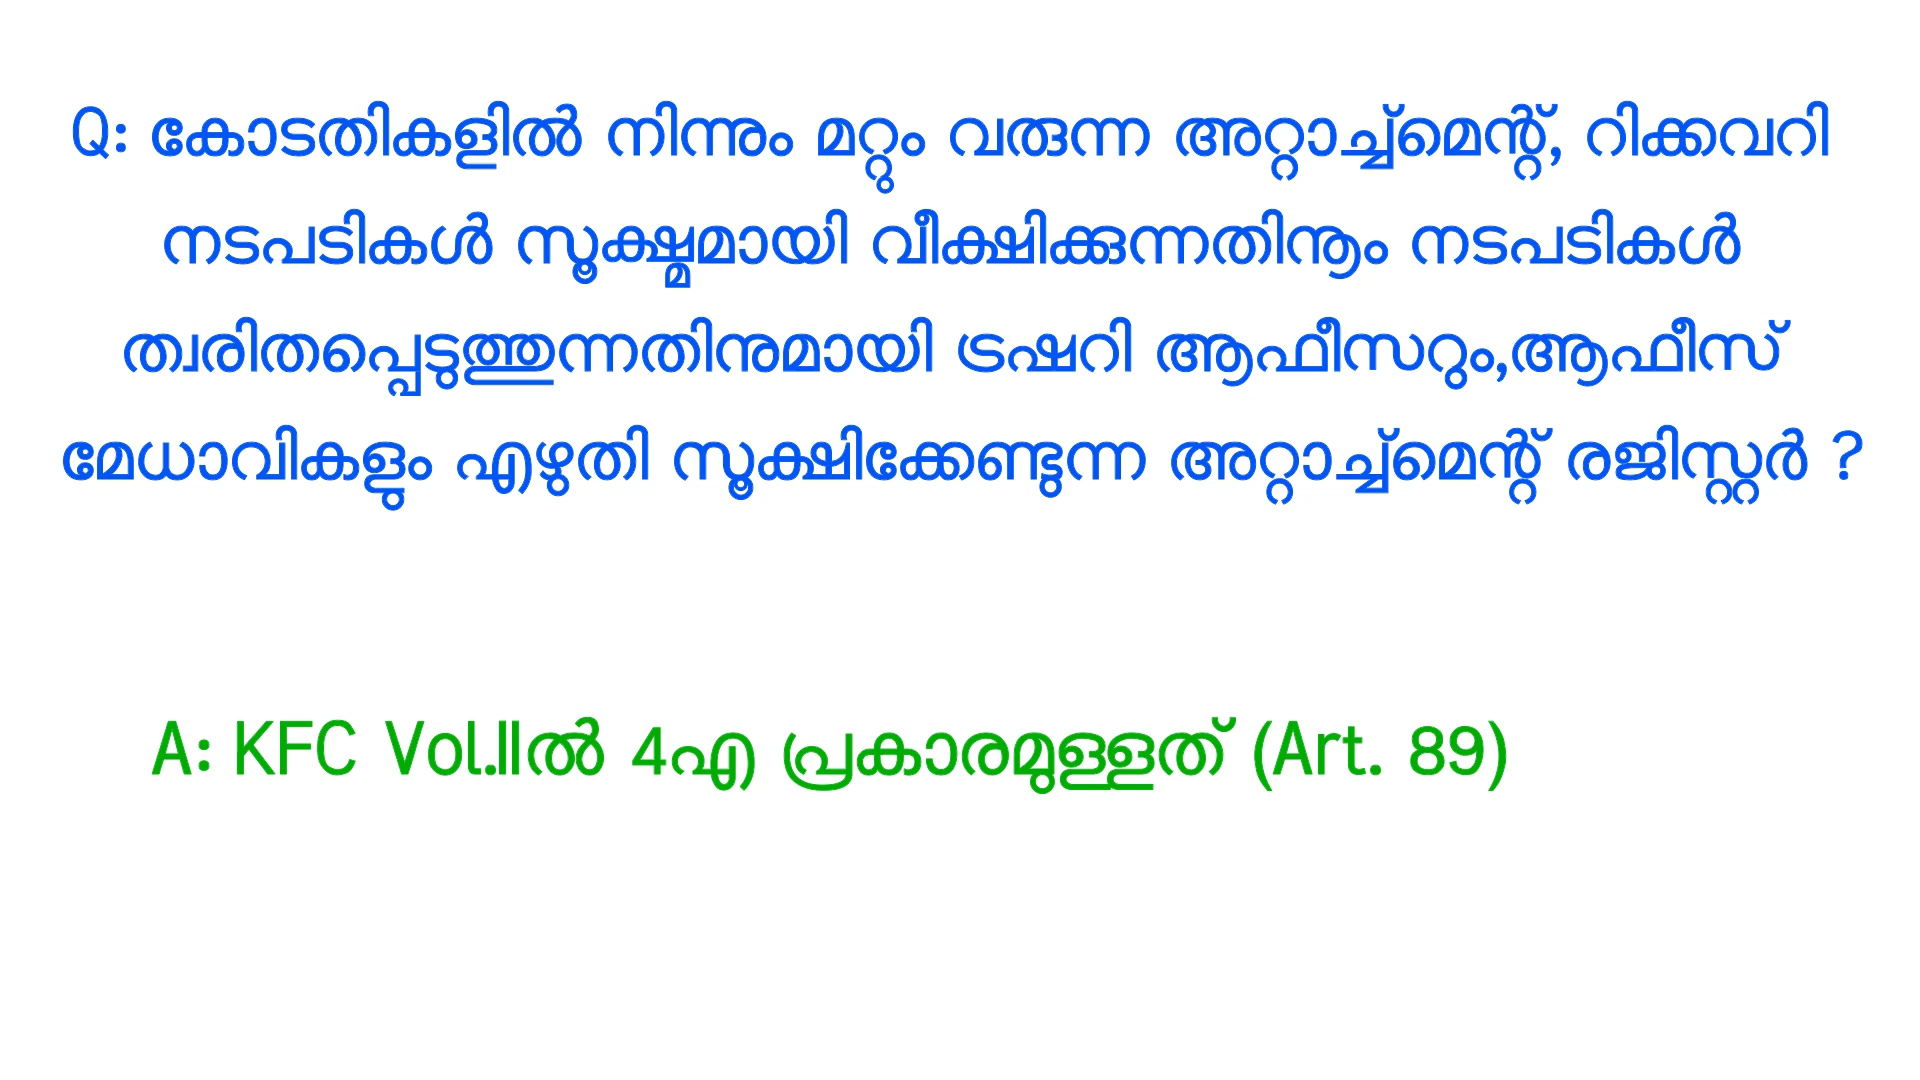 Q: കോടതികളിൽ നിന്നും മറ്റും വരുന്ന അറ്റാച്ച്മെന്റ്, റിക്കവറി
നടപടികൾ സൂക്ഷ്മമായി വീക്ഷിക്കുന്നതിനൂം നടപടികൾ
ത്വരിതപ്പെടുത്തുന്നതിനുമായി ട്രഷറി ആഫീസറും,ആഫീസ്
മേധാവികളും എഴുതി സൂക്ഷിക്കേണ്ടുന്ന അറ്റാച്ച്മെന്റ് രജിസ്റ്റർ ?
A: KFC Vol.IIൽ 4എ പ്രകാരമുള്ളത് (Art. 89)